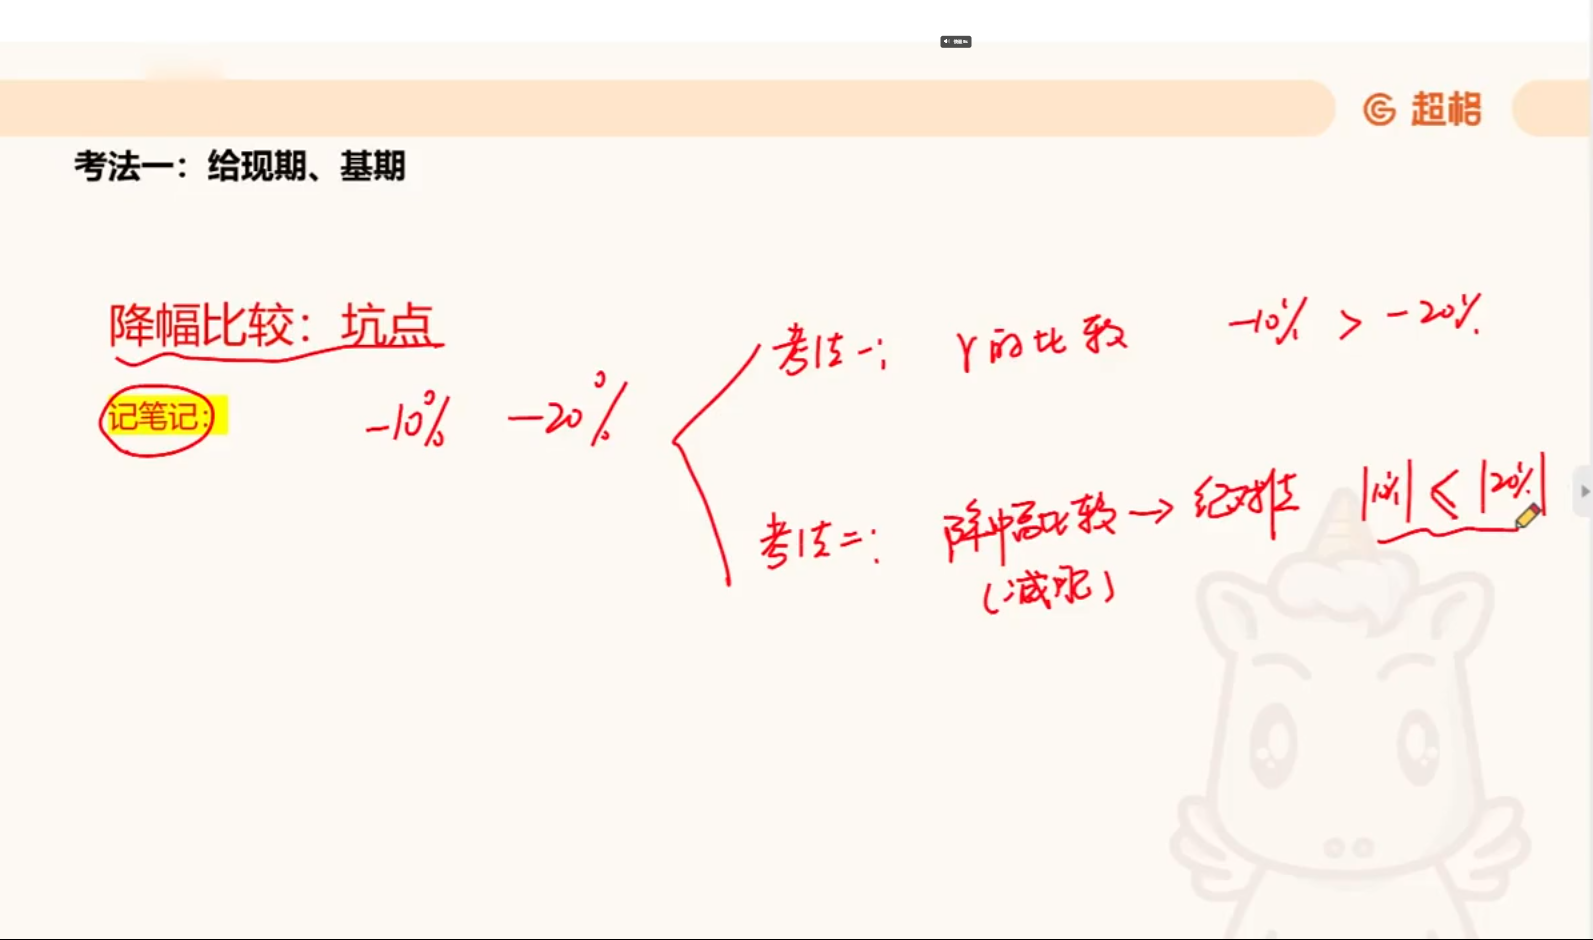 超格
考法一：给现期、基期
降幅比较：坑点
考法一： r的比较 -10% > -20%
记笔记： -10% -20%
考法二： 降幅比较→绝对值 |10%| < |20%|
(减肥)